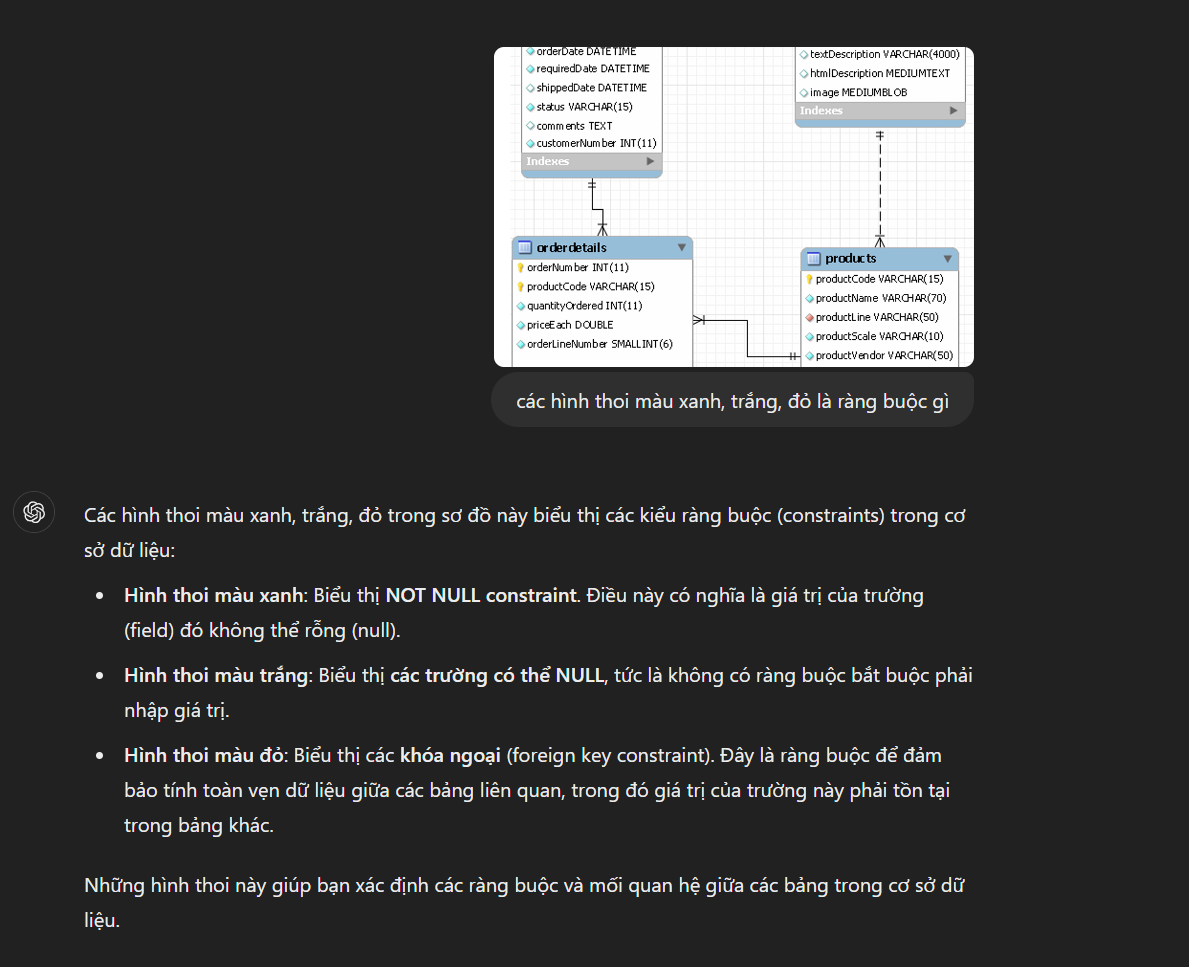 orderDate DATETIME
requiredDate DATETIME
shippedDate DATETIME
status VARCHAR(15)
comments TEXT
customerNumber INT(11)
Indexes
textDescription VARCHAR(4000)
htmlDescription MEDIUMTEXT
image MEDIUMBLOB
Indexes
orderdetails
orderNumber INT(11)
productCode VARCHAR(15)
quantityOrdered INT(11)
priceEach DOUBLE
orderLineNumber SMALLINT(6)
products
productCode VARCHAR(15)
productName VARCHAR(70)
productLine VARCHAR(50)
productScale VARCHAR(10)
productVendor VARCHAR(50)
các hình thoi màu xanh, trắng, đỏ là ràng buộc gì
Các hình thoi màu xanh, trắng, đỏ trong sơ đồ này biểu thị các kiểu ràng buộc (constraints) trong cơ
sở dữ liệu:
• Hình thoi màu xanh: Biểu thị NOT NULL constraint. Điều này có nghĩa là giá trị của trường
(field) đó không thể rỗng (null).
• Hình thoi màu trắng: Biểu thị các trường có thể NULL, tức là không có ràng buộc bắt buộc phải
nhập giá trị.
• Hình thoi màu đỏ: Biểu thị các khóa ngoại (foreign key constraint). Đây là ràng buộc để đảm
bảo tính toàn vẹn dữ liệu giữa các bảng liên quan, trong đó giá trị của trường này phải tồn tại
trong bảng khác.
Những hình thoi này giúp bạn xác định các ràng buộc và mối quan hệ giữa các bảng trong cơ sở dữ
liệu.